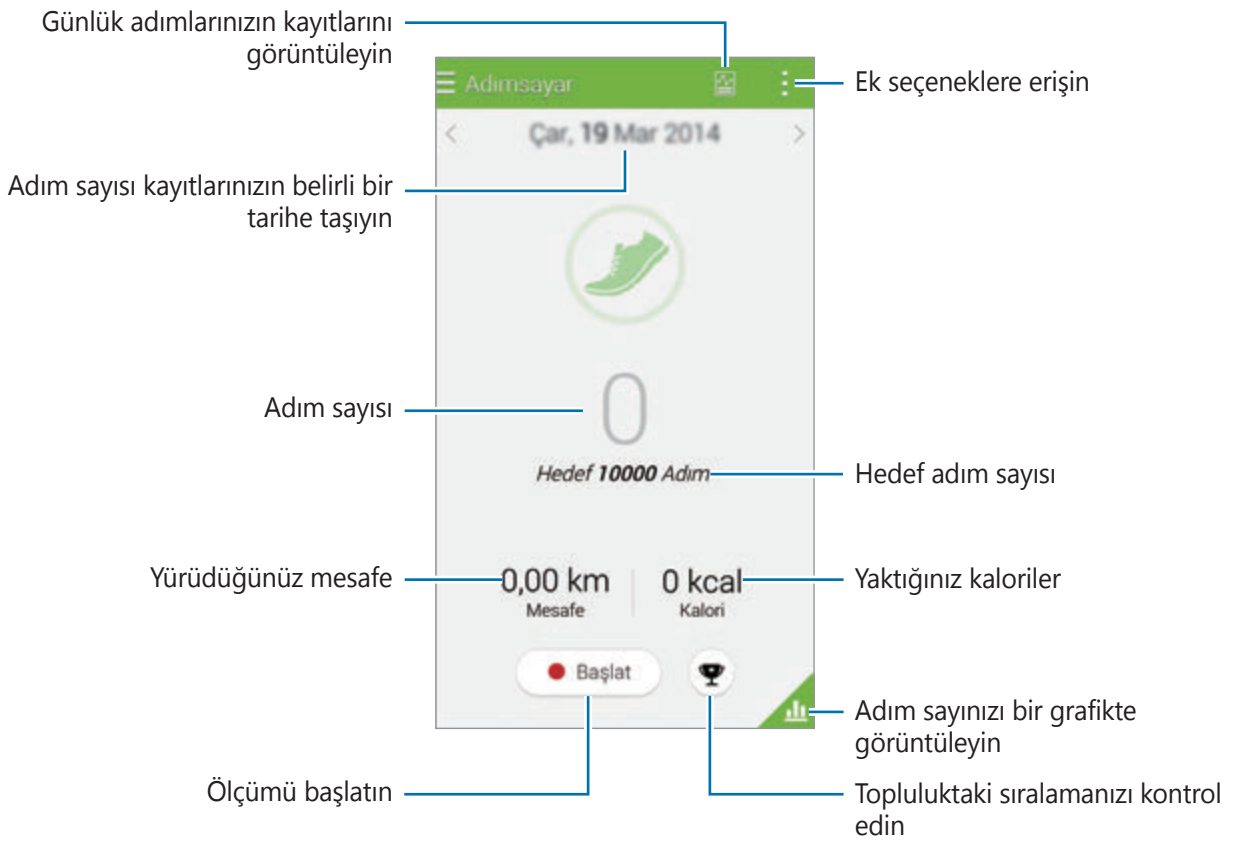 Günlük adımlarınızın kayıtlarını
görüntüleyin
Ek seçeneklere erişin
Adımsayar
Çar, 19 Mar 2014
Adım sayısı kayıtlarınızın belirli bir
tarihe taşıyın
0
Adım sayısı
Hedef 10000 Adım
Hedef adım sayısı
Yürüdüğünüz mesafe
0,00 km
0 kcal
Yaktığınız kaloriler
Mesafe
Kalori
Başlat
Adım sayınızı bir grafikte
görüntüleyin
Ölçümü başlatın
Topluluktaki sıralamanızı kontrol
edin